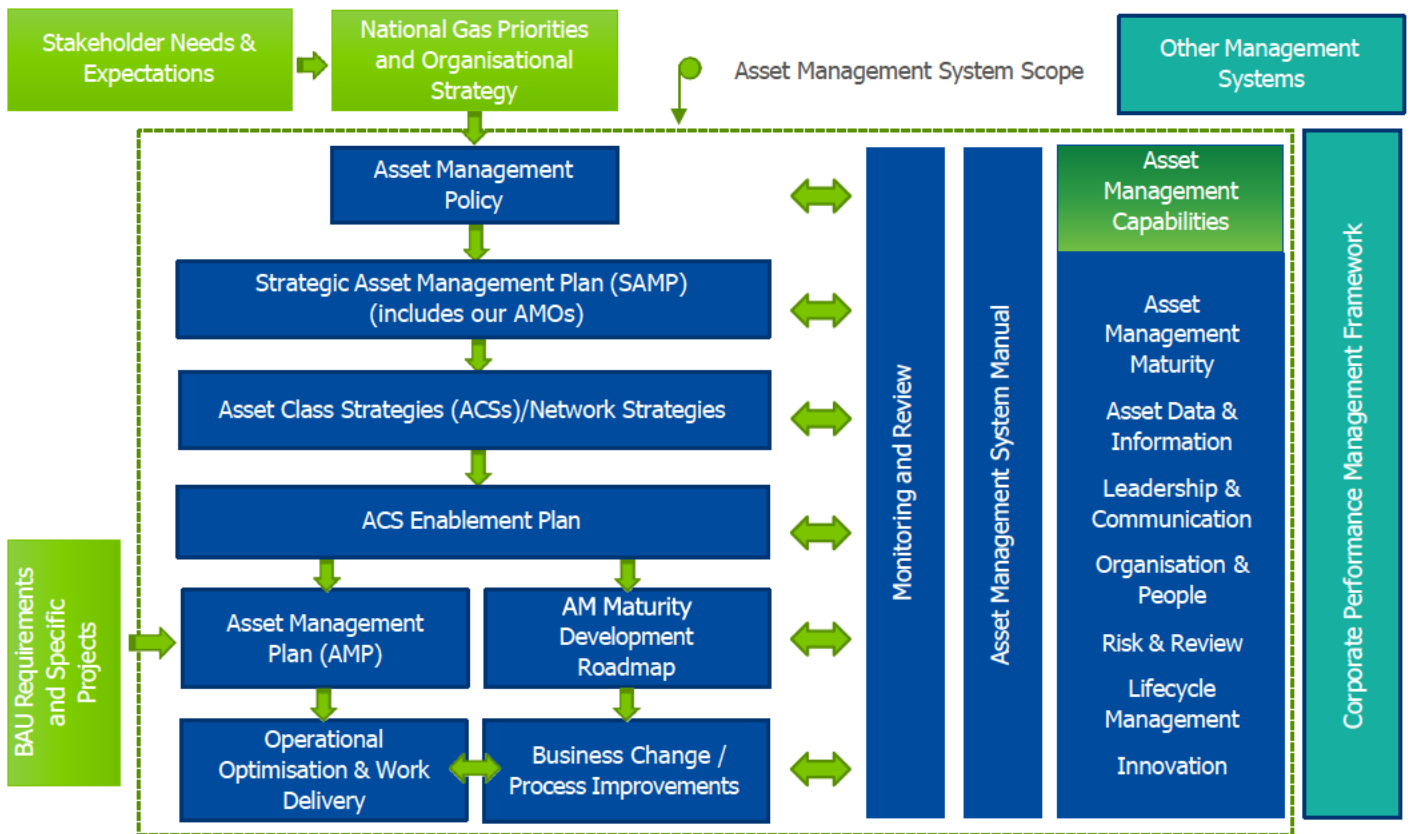 Stakeholder Needs &
Expectations
National Gas Priorities
and Organisational
Strategy
Asset Management System Scope
Other Management
Systems
Asset Management
Policy
Strategic Asset Management Plan (SAMP)
(includes our AMOs)
Asset Class Strategies (ACSs)/Network Strategies
ACS Enablement Plan
BAU Requirements
and Specific
Projects
Asset Management
Plan (AMP)
AM Maturity
Development
Roadmap
Operational
Optimisation & Work
Delivery
Business Change /
Process Improvements
Monitoring and Review
Asset Management System Manual
Asset
Management
Capabilities
Asset
Management
Maturity
Asset Data &
Information
Leadership &
Communication
Organisation &
People
Risk & Review
Lifecycle
Management
Innovation
Corporate Performance Management Framework